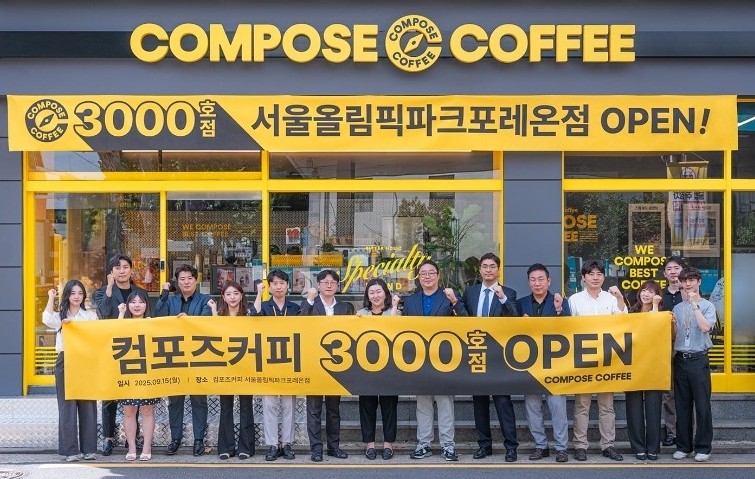 COMPOSE COMPOSE COFFEE COFFEE
COMPOSE COFFEE 3000호점 서울올림픽파크포레온점 OPEN!
WE COMPOSE
Specialty
COMPOSE
COFFEE
WE
COMPOSE
BEST
COFFEE
컴포즈커피 3000호점 OPEN
COMPOSE COFFEE
일시 2025.09.15(월) | 장소 컴포즈커피 서울올림픽파크포레온점